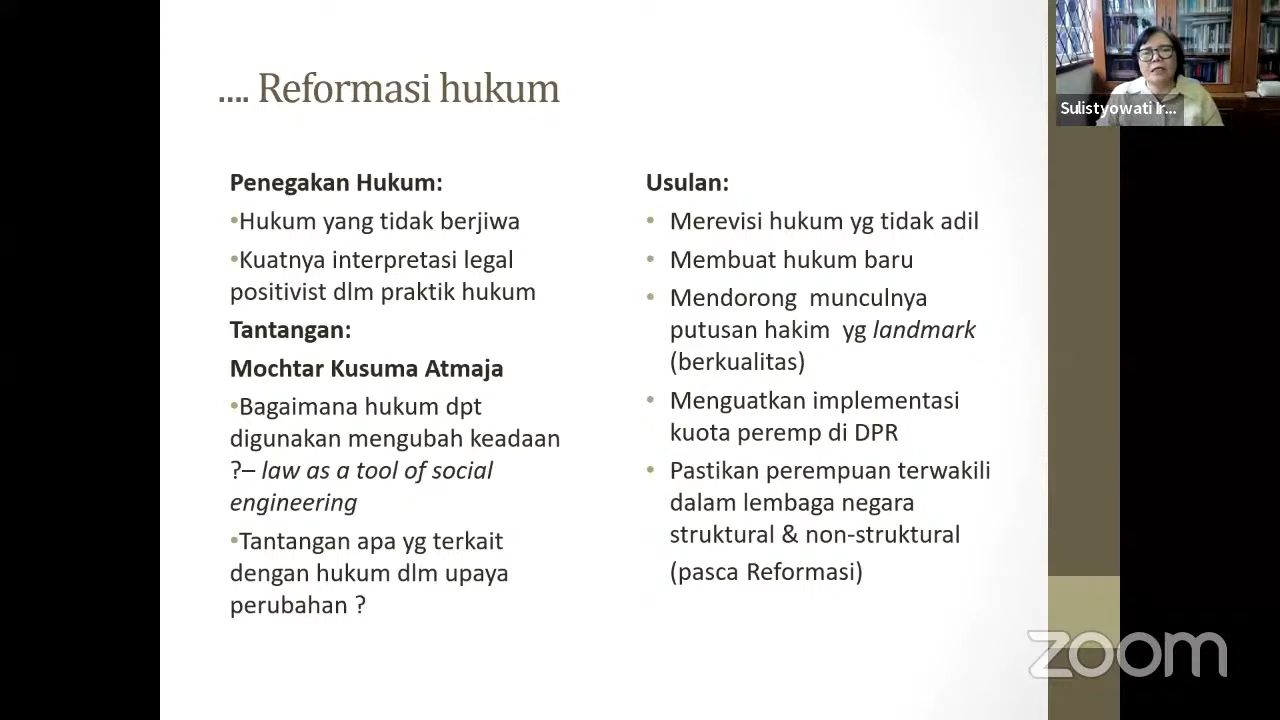 .... Reformasi hukum
Penegakan Hukum:
•Hukum yang tidak berjiwa
•Kuatnya interpretasi legal
positivist dlm praktik hukum
Tantangan:
Mochtar Kusuma Atmaja
•Bagaimana hukum dpt
digunakan mengubah keadaan
?– law as a tool of social
engineering
•Tantangan apa yg terkait
dengan hukum dlm upaya
perubahan ?
Usulan:
• Merevisi hukum yg tidak adil
• Membuat hukum baru
• Mendorong munculnya
putusan hakim yg landmark
(berkualitas)
• Menguatkan implementasi
kuota peremp di DPR
• Pastikan perempuan terwakili
dalam lembaga negara
struktural & non-struktural
(pasca Reformasi)
Sulistyowati Ir...
zoom